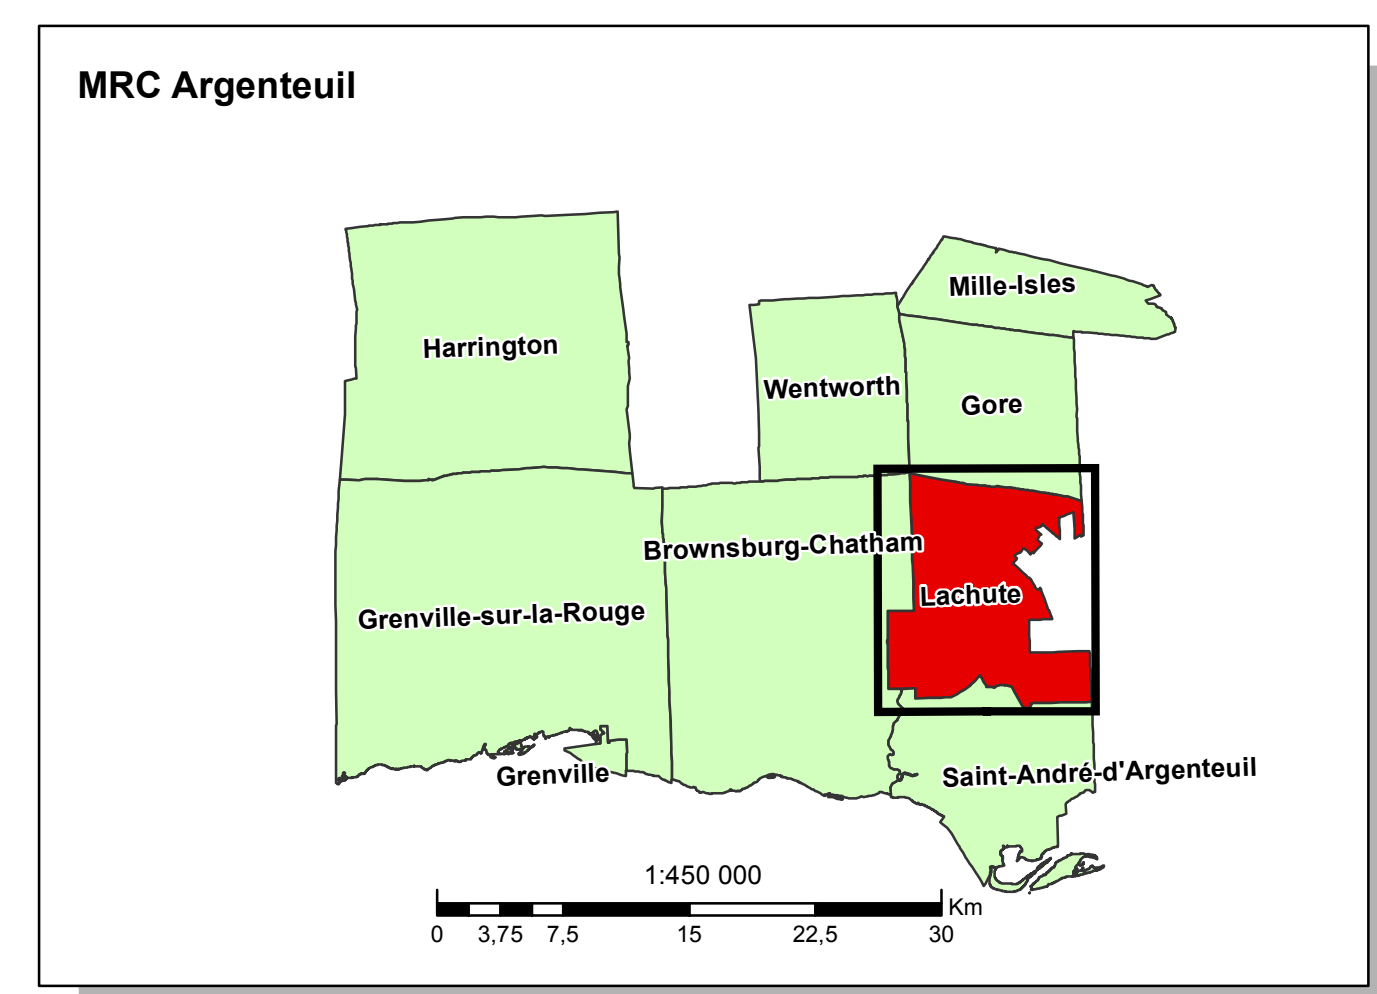 MRC Argenteuil
Mille-Isles
Harrington
Wentworth
Gore
Brownsburg-Chatham
Lachute
Grenville-sur-la-Rouge
Grenville
Saint-André-d'Argenteuil
1:450 000
Km
0 3,75 7,5 15 22,5 30